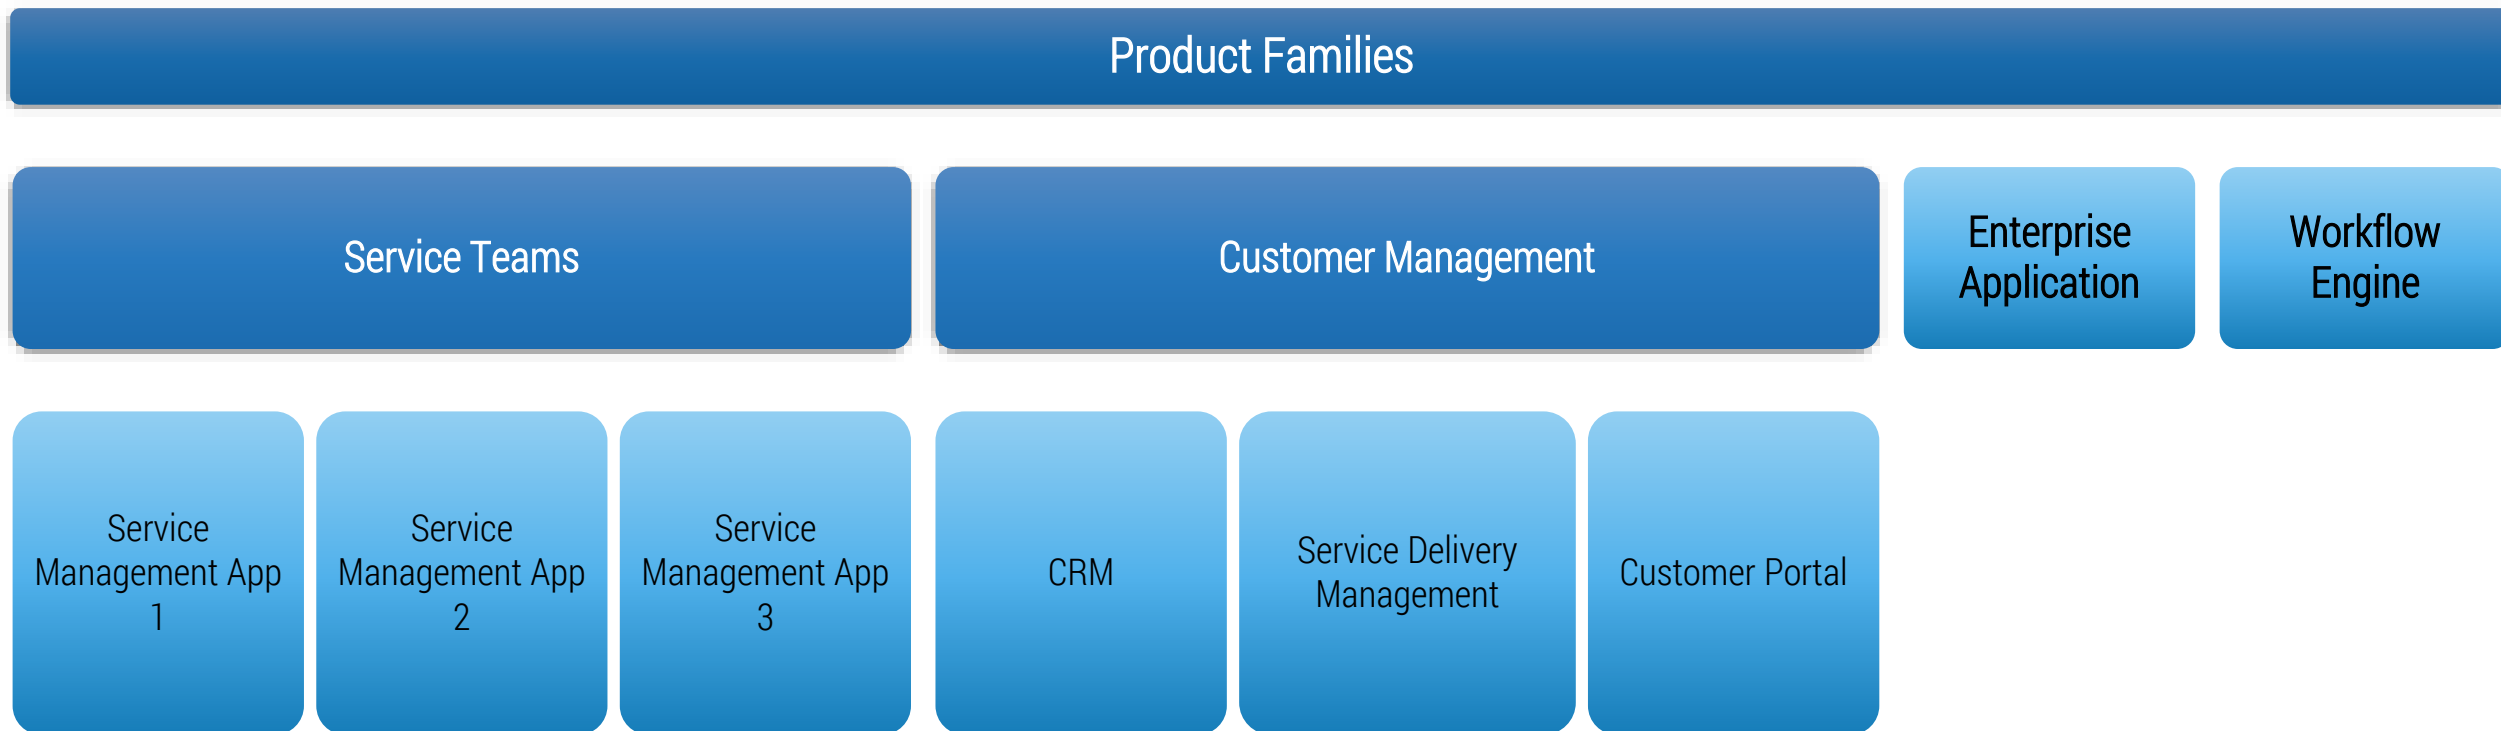 Product Families
Service Teams
Customer Management
Enterprise
Application
Workflow
Engine
Service
Management App
1
Service
Management App
2
Service
Management App
3
CRM
Service Delivery
Management
Customer Portal